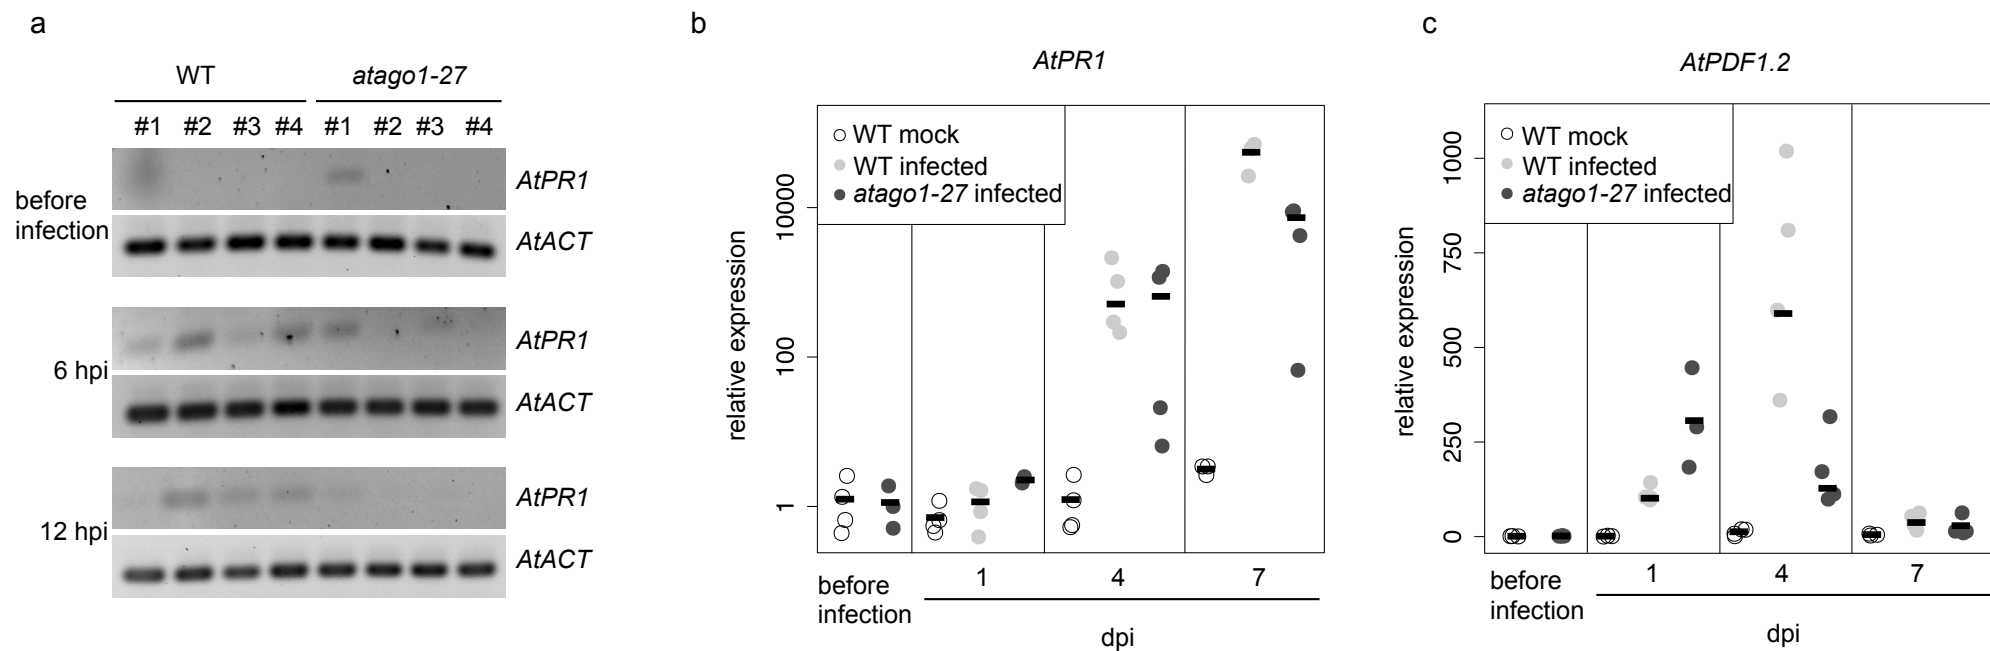 a
WT atago1-27
#1 #2 #3 #4 #1 #2 #3 #4
before
infection
AtPR1
AtACT
6 hpi
AtPR1
AtACT
12 hpi
AtPR1
AtACT
b
AtPR1
WT mock
WT infected
atago1-27 infected
relative expression
10000
100
1
before
infection
1 4 7
dpi
c
AtPDF1.2
WT mock
WT infected
atago1-27 infected
relative expression
1000
750
500
250
0
before
infection
1 4 7
dpi